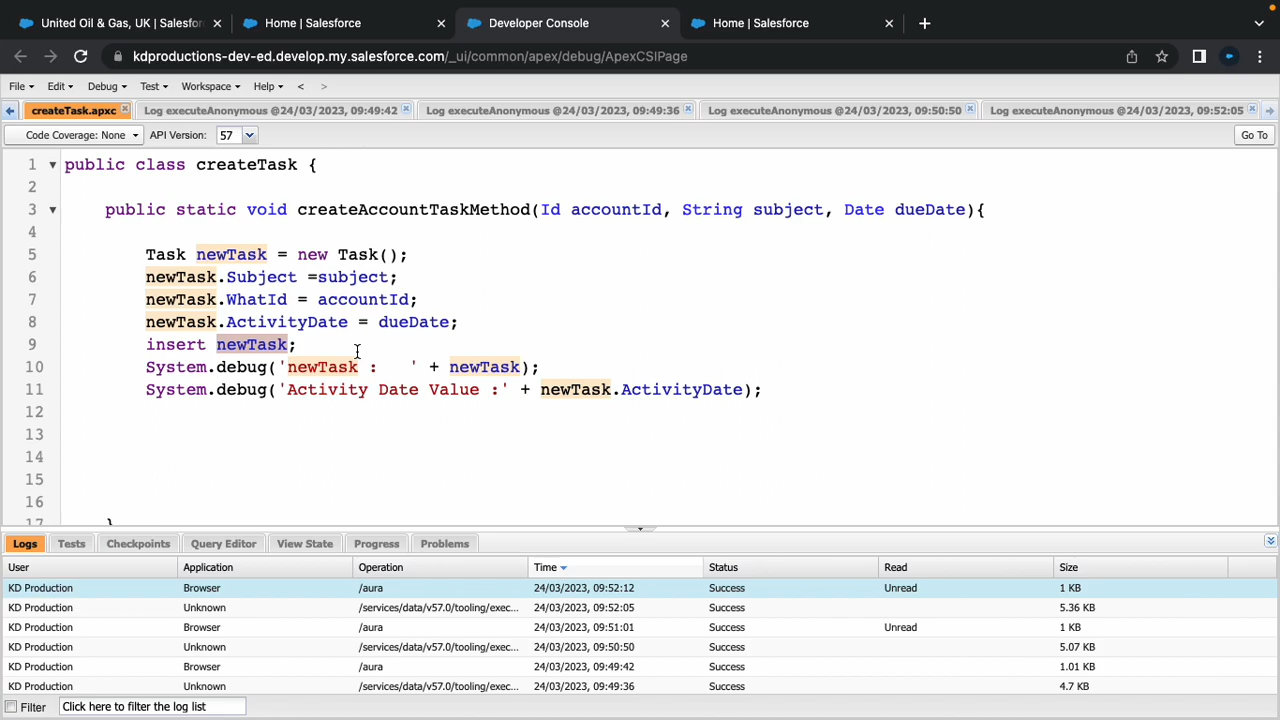 United Oil & Gas, UK | Salesfor
Home | Salesforce
Developer Console
Home | Salesforce
kdproductions-dev-ed.develop.my.salesforce.com/_ui/common/apex/debug/ApexCSIPage
File Edit Debug Test Workspace Help < >
createTask.apxc
Log executeAnonymous @24/03/2023, 09:49:42
Log executeAnonymous @24/03/2023, 09:49:36
Log executeAnonymous @24/03/2023, 09:50:50
Log executeAnonymous @24/03/2023, 09:52:05
Code Coverage: None API Version: 57 Go To
1 public class createTask {
2
3 public static void createAccountTaskMethod(Id accountId, String subject, Date dueDate){
4
5 Task newTask = new Task();
6 newTask.Subject =subject;
7 newTask.WhatId = accountId;
8 newTask.ActivityDate = dueDate;
9 insert newTask;
10 System.debug('newTask :   ' + newTask);
11 System.debug('Activity Date Value :' + newTask.ActivityDate);
12
13
14
15
16
17 }
Logs Tests Checkpoints Query Editor View State Progress Problems
User Application Operation Time Status Read Size
KD Production Browser /aura 24/03/2023, 09:52:12 Success Unread 1 KB
KD Production Unknown /services/data/v57.0/tooling/exec... 24/03/2023, 09:52:05 Success 5.36 KB
KD Production Browser /aura 24/03/2023, 09:51:01 Success Unread 1 KB
KD Production Unknown /services/data/v57.0/tooling/exec... 24/03/2023, 09:50:50 Success 5.07 KB
KD Production Browser /aura 24/03/2023, 09:49:42 Success 1.01 KB
KD Production Unknown /services/data/v57.0/tooling/exec... 24/03/2023, 09:49:36 Success 4.7 KB
Filter Click here to filter the log list